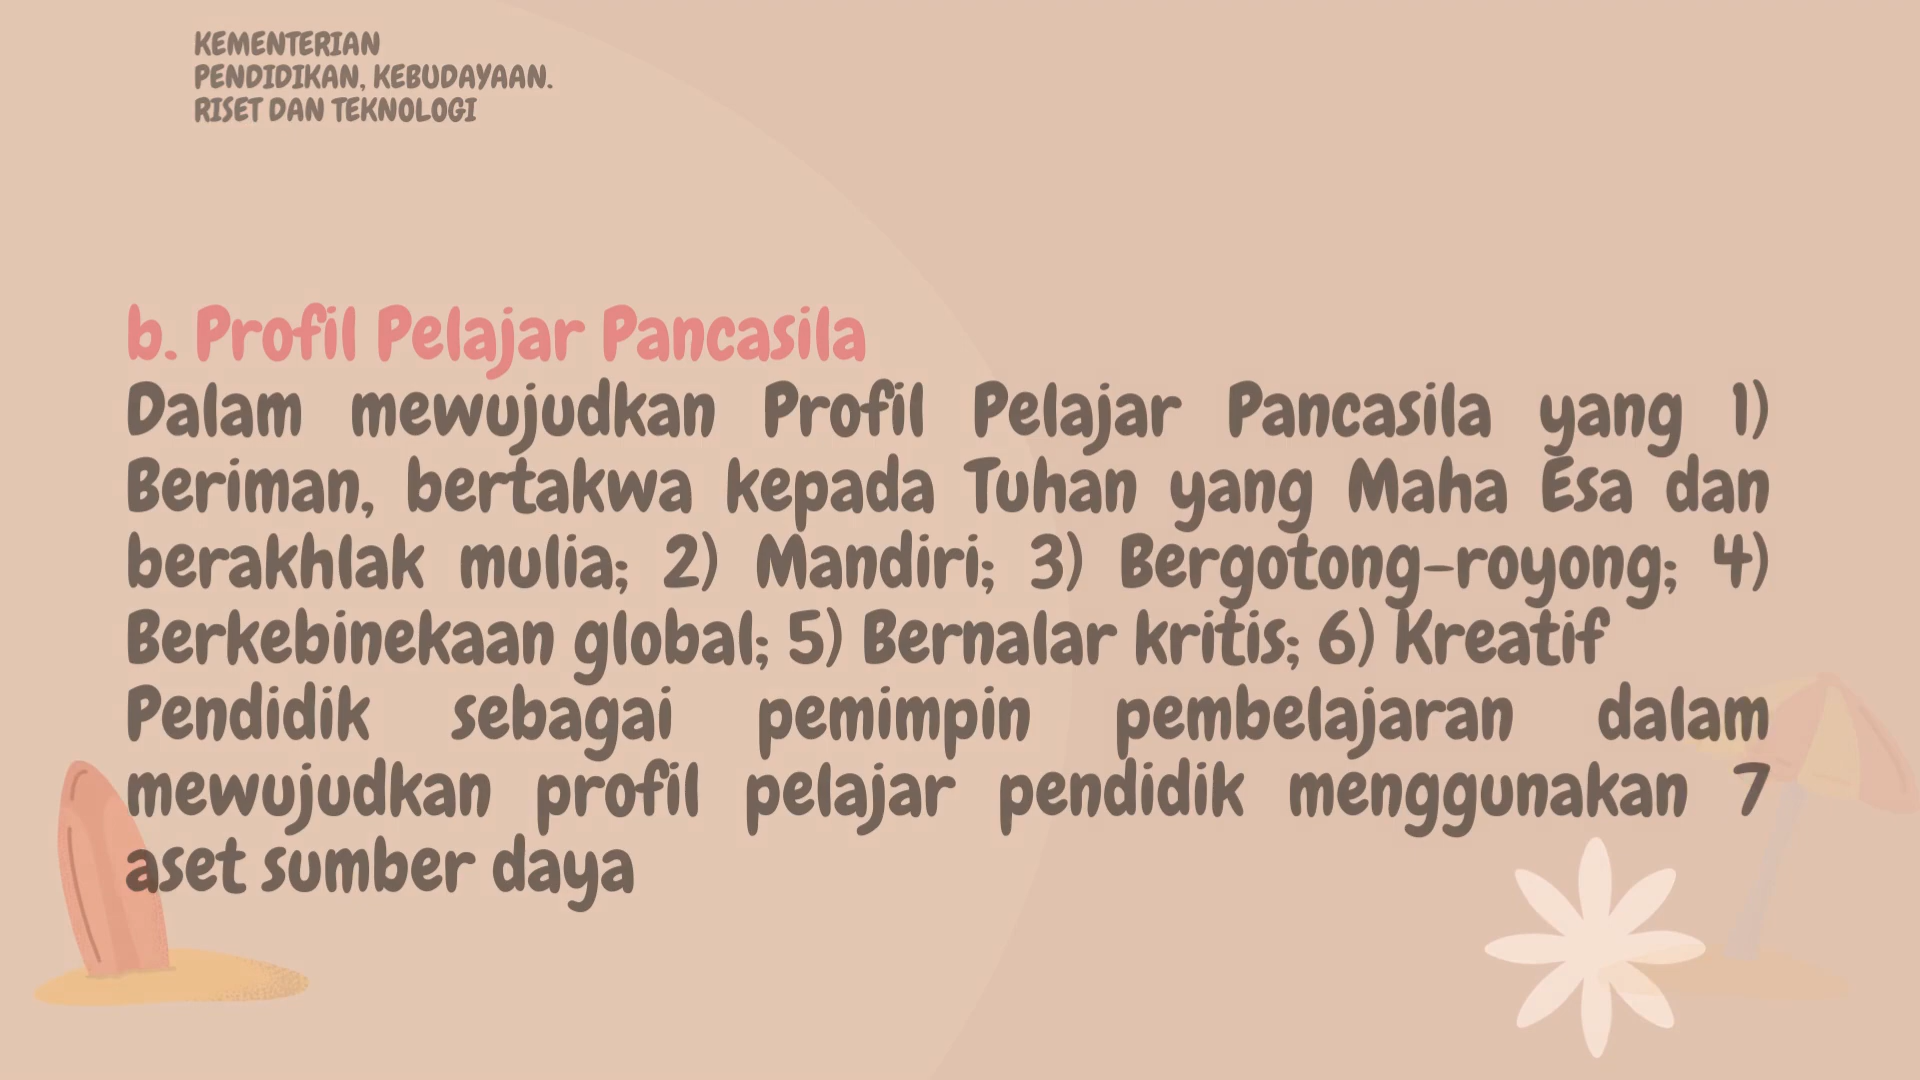 KEMENTERIAN
PENDIDIKAN, KEBUDAYAAN.
RISET DAN TEKNOLOGI
b. Profil Pelajar Pancasila
Dalam mewujudkan Profil Pelajar Pancasila yang 1)
Beriman, bertakwa kepada Tuhan yang Maha Esa dan
berakhlak mulia; 2) Mandiri; 3) Bergotong-royong; 4)
Berkebinekaan global; 5) Bernalar kritis; 6) Kreatif
Pendidik sebagai pemimpin pembelajaran dalam
mewujudkan profil pelajar pendidik menggunakan 7
aset sumber daya